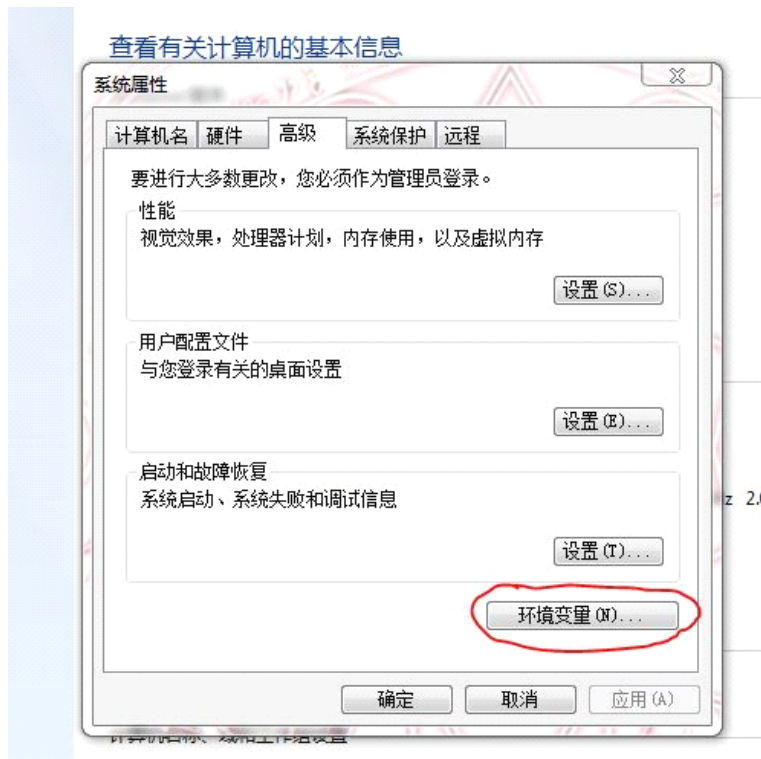 查看有关计算机的基本信息
系统属性
计算机名 硬件 高级 系统保护 远程
要进行大多数更改，您必须作为管理员登录。
性能
视觉效果，处理器计划，内存使用，以及虚拟内存
设置(S)...
用户配置文件
与您登录有关的桌面设置
设置(E)...
启动和故障恢复
系统启动、系统失败和调试信息
z 2.
设置(T)...
环境变量(N)...
确定 取消 应用(A)